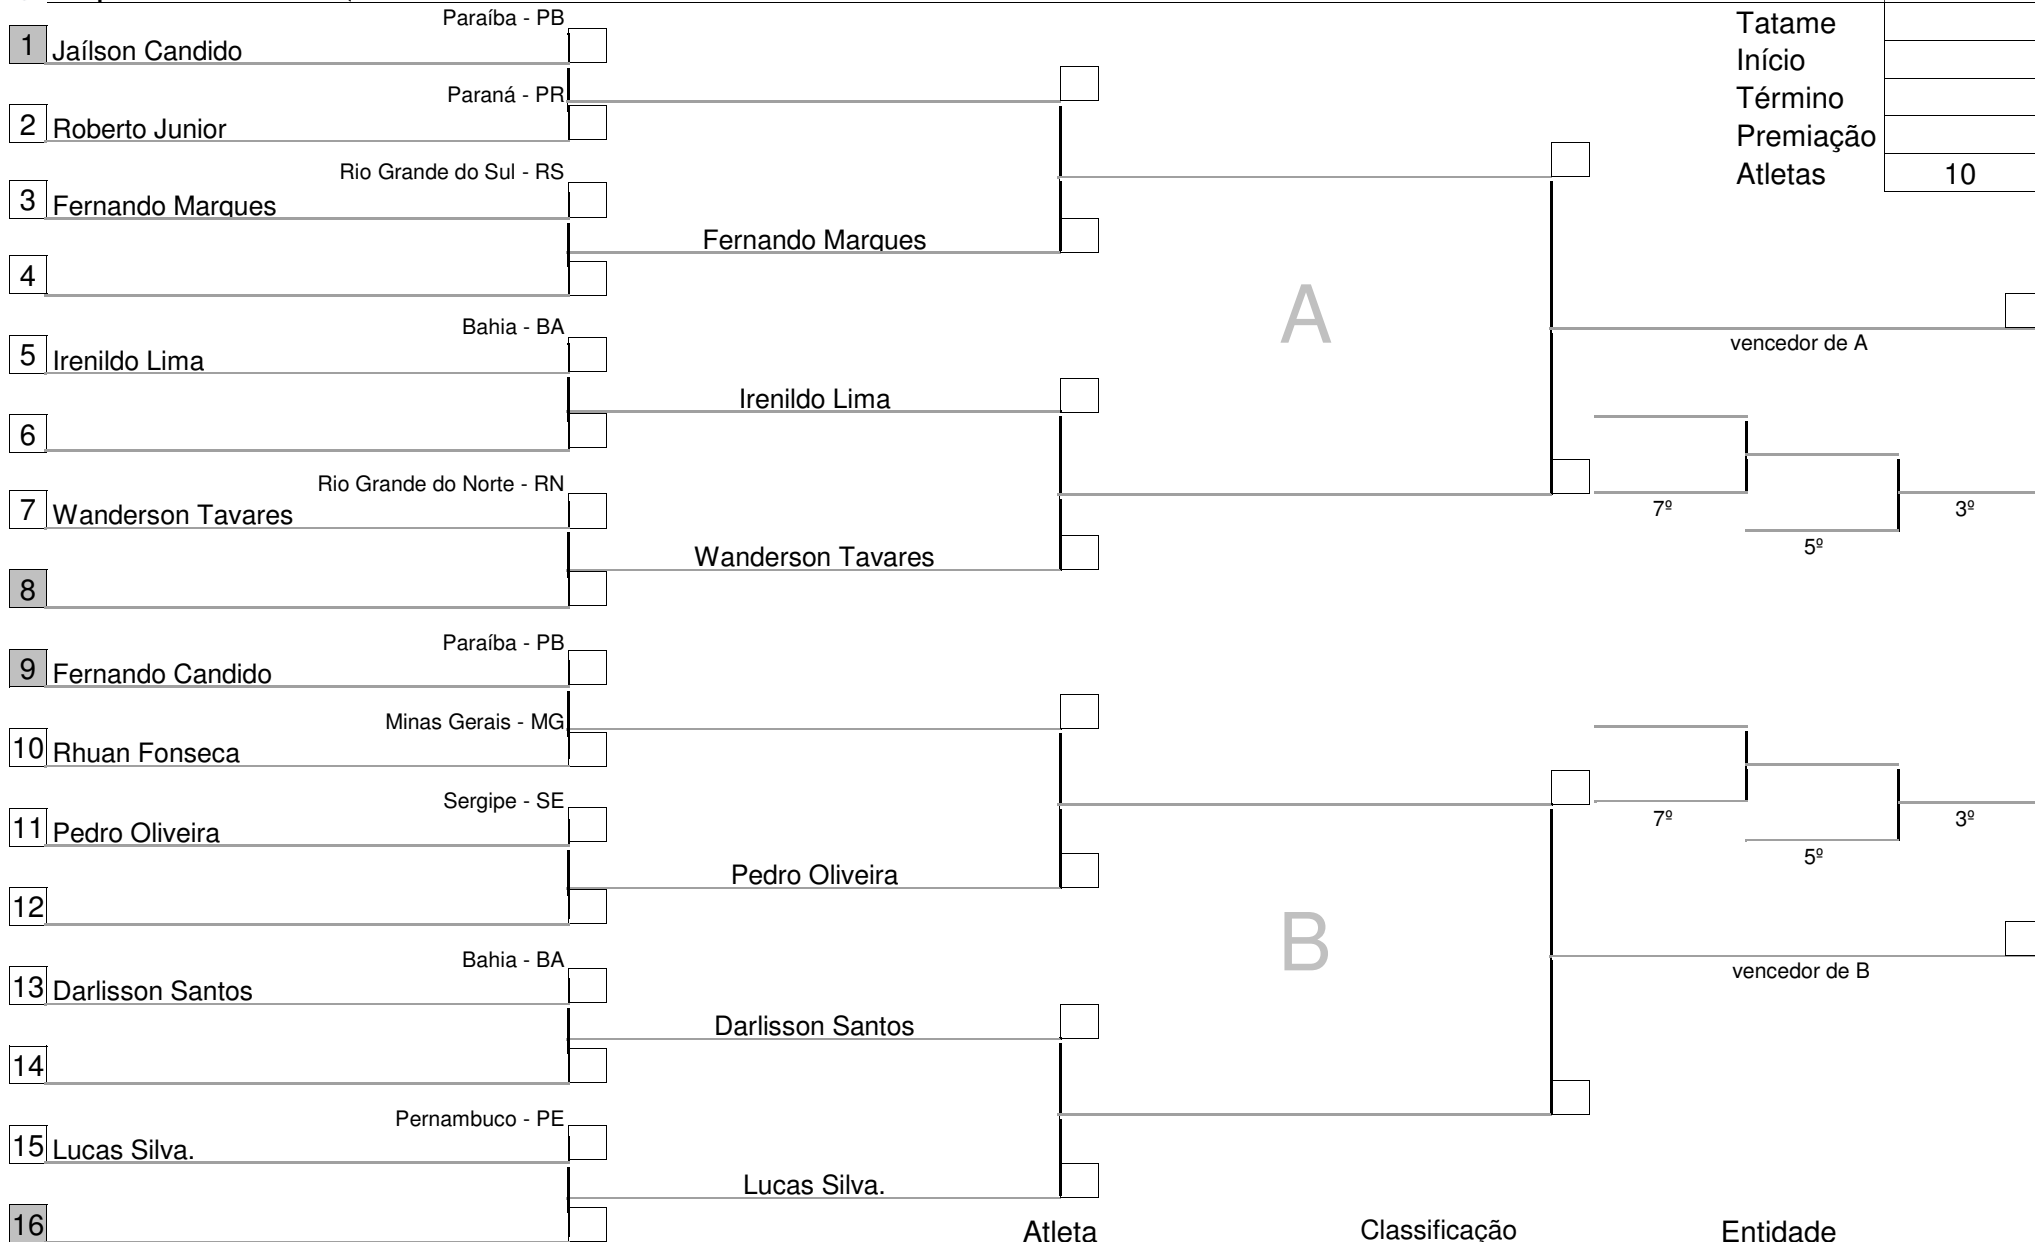 Paraíba - PB
1 Jaílson Candido
Paraná - PR
2 Roberto Junior
Rio Grande do Sul - RS
3 Fernando Marques
Fernando Marques
4
Bahia - BA
5 Irenildo Lima
Irenildo Lima
6
Rio Grande do Norte - RN
7 Wanderson Tavares
Wanderson Tavares
8
Tatame
Início
Término
Premiação
Atletas 10
A
vencedor de A
7º
5º
3º
Paraíba - PB
9 Fernando Candido
Minas Gerais - MG
10 Rhuan Fonseca
Sergipe - SE
11 Pedro Oliveira
Pedro Oliveira
12
Bahia - BA
13 Darlisson Santos
Darlisson Santos
14
Pernambuco - PE
15 Lucas Silva.
Lucas Silva.
16
B
7º
5º
3º
vencedor de B
Atleta Classificação Entidade